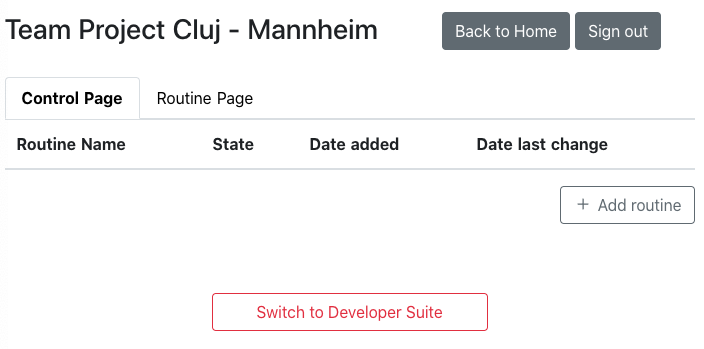 Team Project Cluj - Mannheim Back to Home Sign out
Control Page Routine Page
Routine Name State Date added Date last change
+ Add routine
Switch to Developer Suite